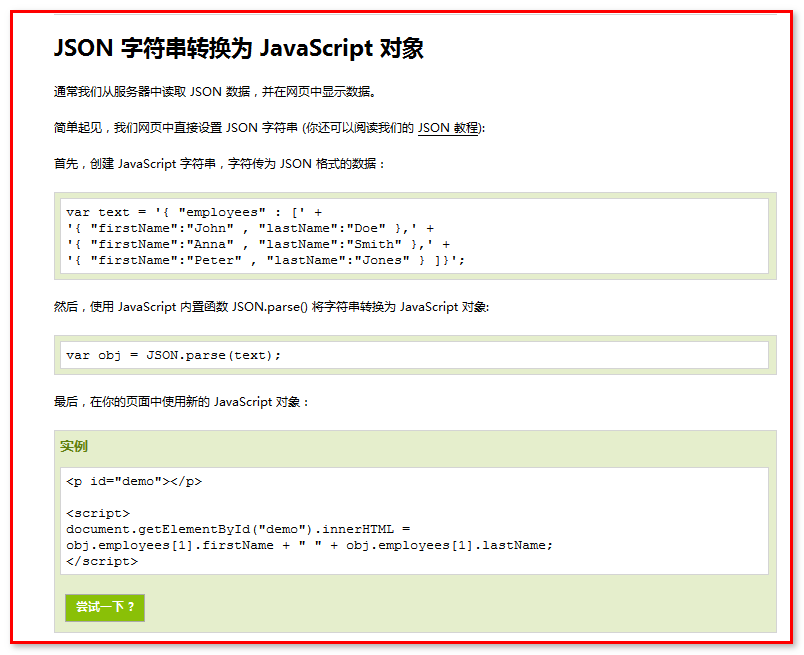 JSON 字符串转换为 JavaScript 对象
通常我们从服务器中读取 JSON 数据，并在网页中显示数据。
简单起见，我们网页中直接设置 JSON 字符串 (你还可以阅读我们的 JSON 教程):
首先，创建 JavaScript 字符串，字符传为 JSON 格式的数据：
var text = '{ "employees" : [' +
'{ "firstName":"John" , "lastName":"Doe" },' +
'{ "firstName":"Anna" , "lastName":"Smith" },' +
'{ "firstName":"Peter" , "lastName":"Jones" } ]}';
然后，使用 JavaScript 内置函数 JSON.parse() 将字符串转换为 JavaScript 对象:
var obj = JSON.parse(text);
最后，在你的页面中使用新的 JavaScript 对象：
实例
<p id="demo"></p>
<script>
document.getElementById("demo").innerHTML =
obj.employees[1].firstName + " " + obj.employees[1].lastName;
</script>
尝试一下？